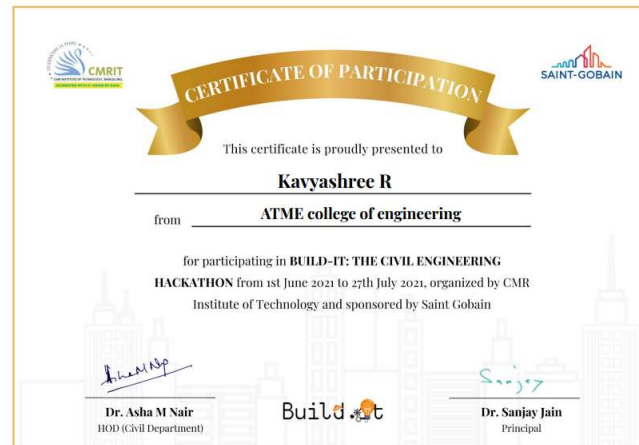 CMRIT
CERTIFICATE OF PARTICIPATION
SAINT-GOBAIN
This certificate is proudly presented to
Kavyashree R
from ATME college of engineering
for participating in BUILD-IT: THE CIVIL ENGINEERING
HACKATHON from 1st June 2021 to 27th July 2021, organized by CMR
Institute of Technology and sponsored by Saint Gobain
Sanjay
Dr. Asha M Nair
HOD (Civil Department)
Build it
Dr. Sanjay Jain
Principal